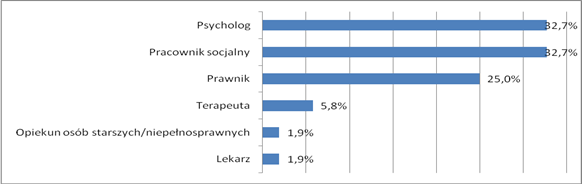 Psycholog 32,7%
Pracownik socjalny 32,7%
Prawnik 25,0%
Terapeuta 5,8%
Opiekun osób starszych/niepełnosprawnych 1,9%
Lekarz 1,9%